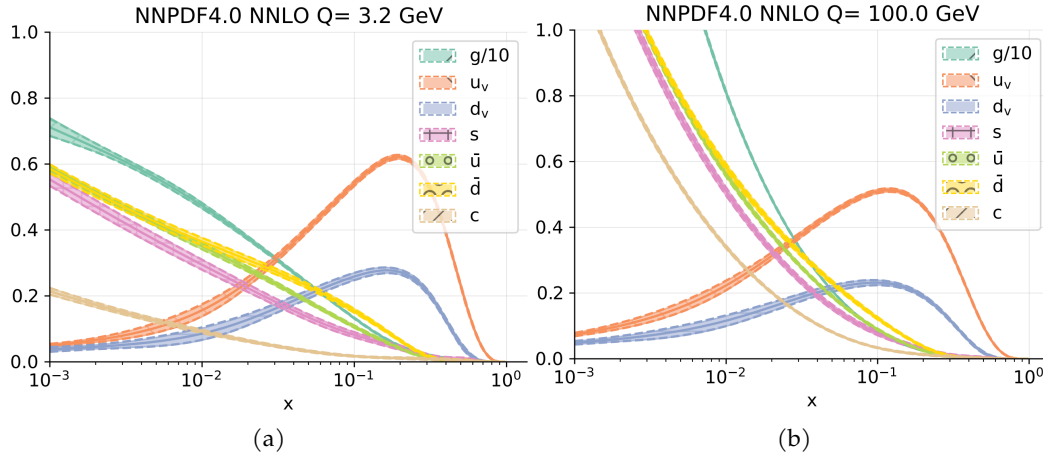 NNPDF4.0 NNLO Q= 3.2 GeV
1.0
0.8
0.6
0.4
0.2
0.0
10⁻³
10⁻²
10⁻¹
10⁰
x
g/10
uᵥ
dᵥ
s
ū
d̄
c
(a)
NNPDF4.0 NNLO Q= 100.0 GeV
1.0
0.8
0.6
0.4
0.2
0.0
10⁻³
10⁻²
10⁻¹
10⁰
x
g/10
uᵥ
dᵥ
s
ū
d̄
c
(b)